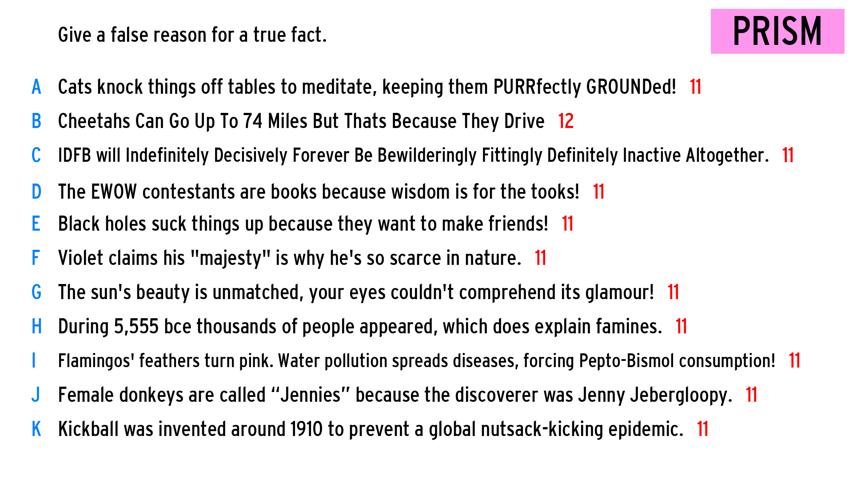 Give a false reason for a true fact.
PRISM
A Cats knock things off tables to meditate, keeping them PURRfectly GROUNDed! 11
B Cheetahs Can Go Up To 74 Miles But Thats Because They Drive 12
C IDFB will Indefinitely Decisively Forever Be Bewilderingly Fittingly Definitely Inactive Altogether. 11
D The EWOW contestants are books because wisdom is for the tooks! 11
E Black holes suck things up because they want to make friends! 11
F Violet claims his "majesty" is why he's so scarce in nature. 11
G The sun's beauty is unmatched, your eyes couldn't comprehend its glamour! 11
H During 5,555 bce thousands of people appeared, which does explain famines. 11
I Flamingos' feathers turn pink. Water pollution spreads diseases, forcing Pepto-Bismol consumption! 11
J Female donkeys are called “Jennies” because the discoverer was Jenny Jebergloopy. 11
K Kickball was invented around 1910 to prevent a global nutsack-kicking epidemic. 11